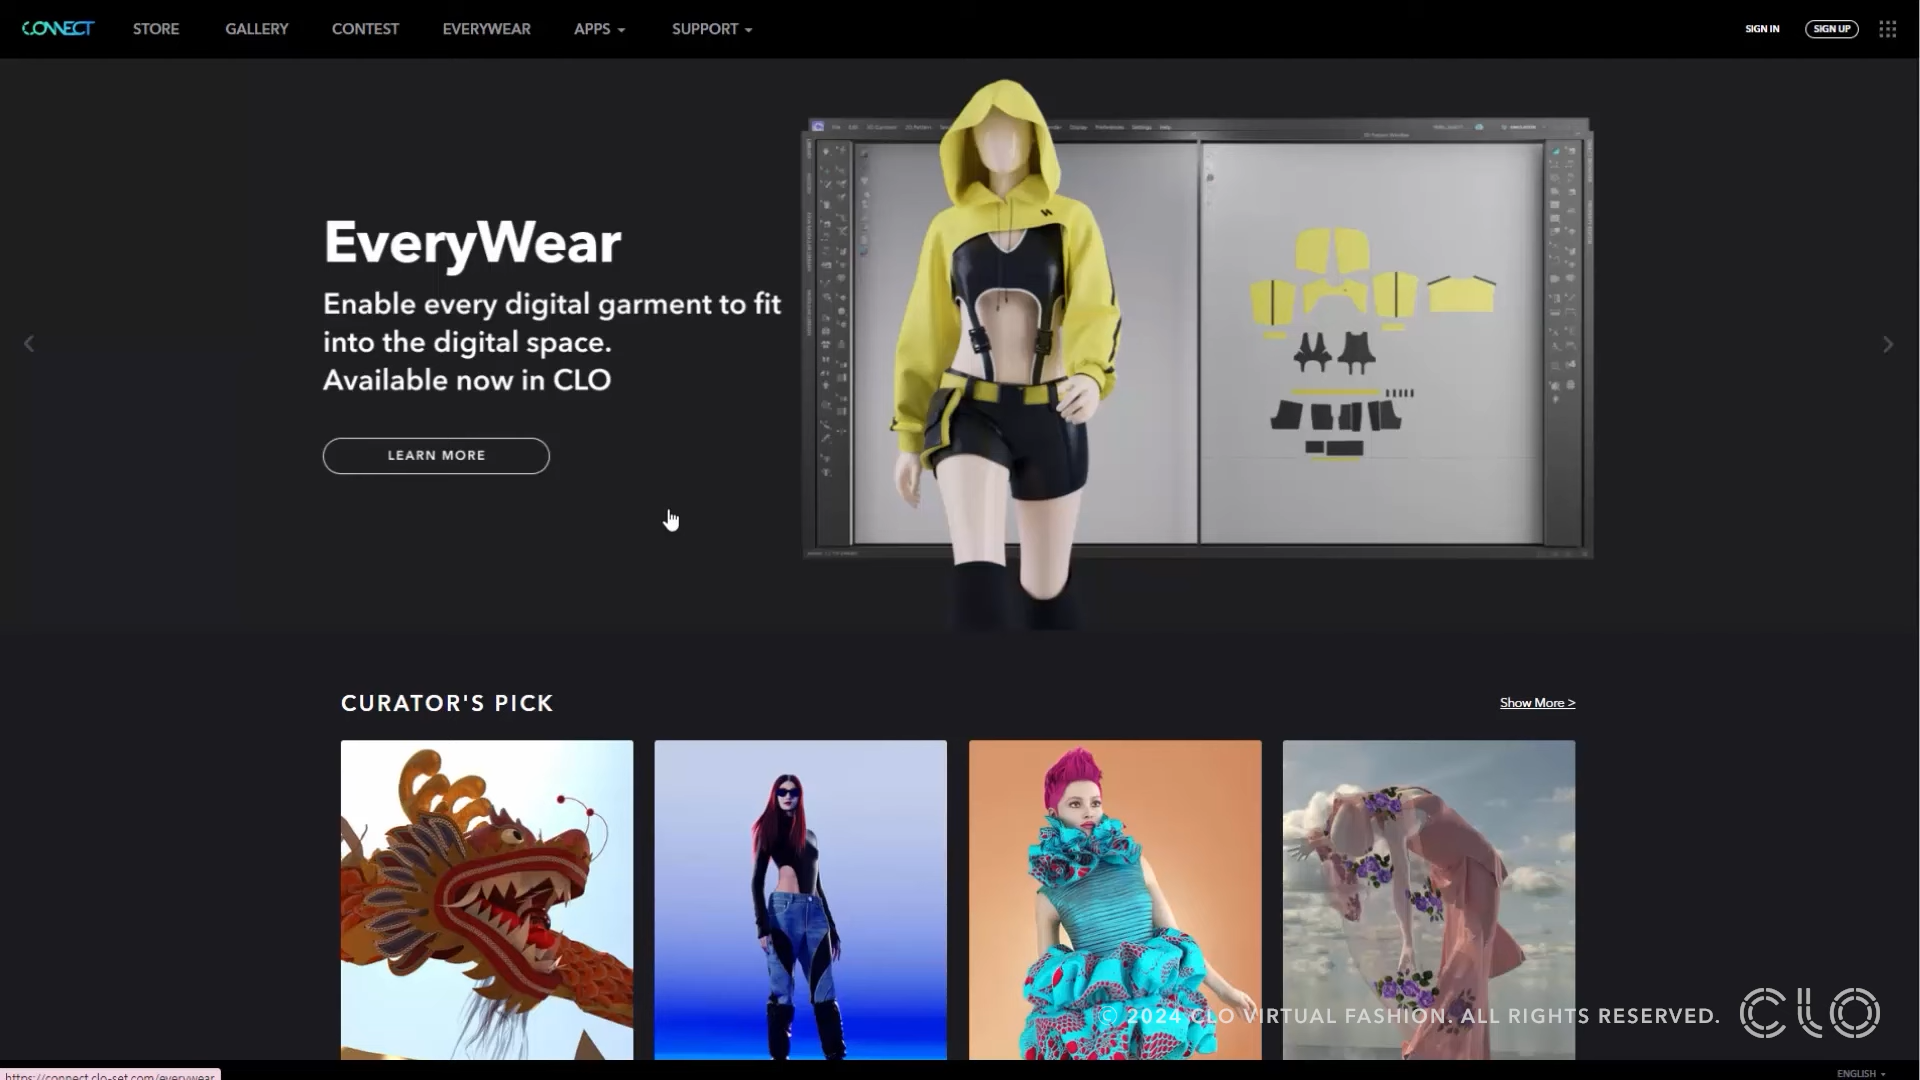 CONNECT
STORE
GALLERY
CONTEST
EVERYWEAR
APPS
SUPPORT
SIGN IN
SIGN UP
EveryWear
Enable every digital garment to fit
into the digital space.
Available now in CLO
LEARN MORE
CURATOR'S PICK
Show More >
© 2024 CLO VIRTUAL FASHION. ALL RIGHTS RESERVED.
CLO
https://connect.clo-set.com/everywear
ENGLISH